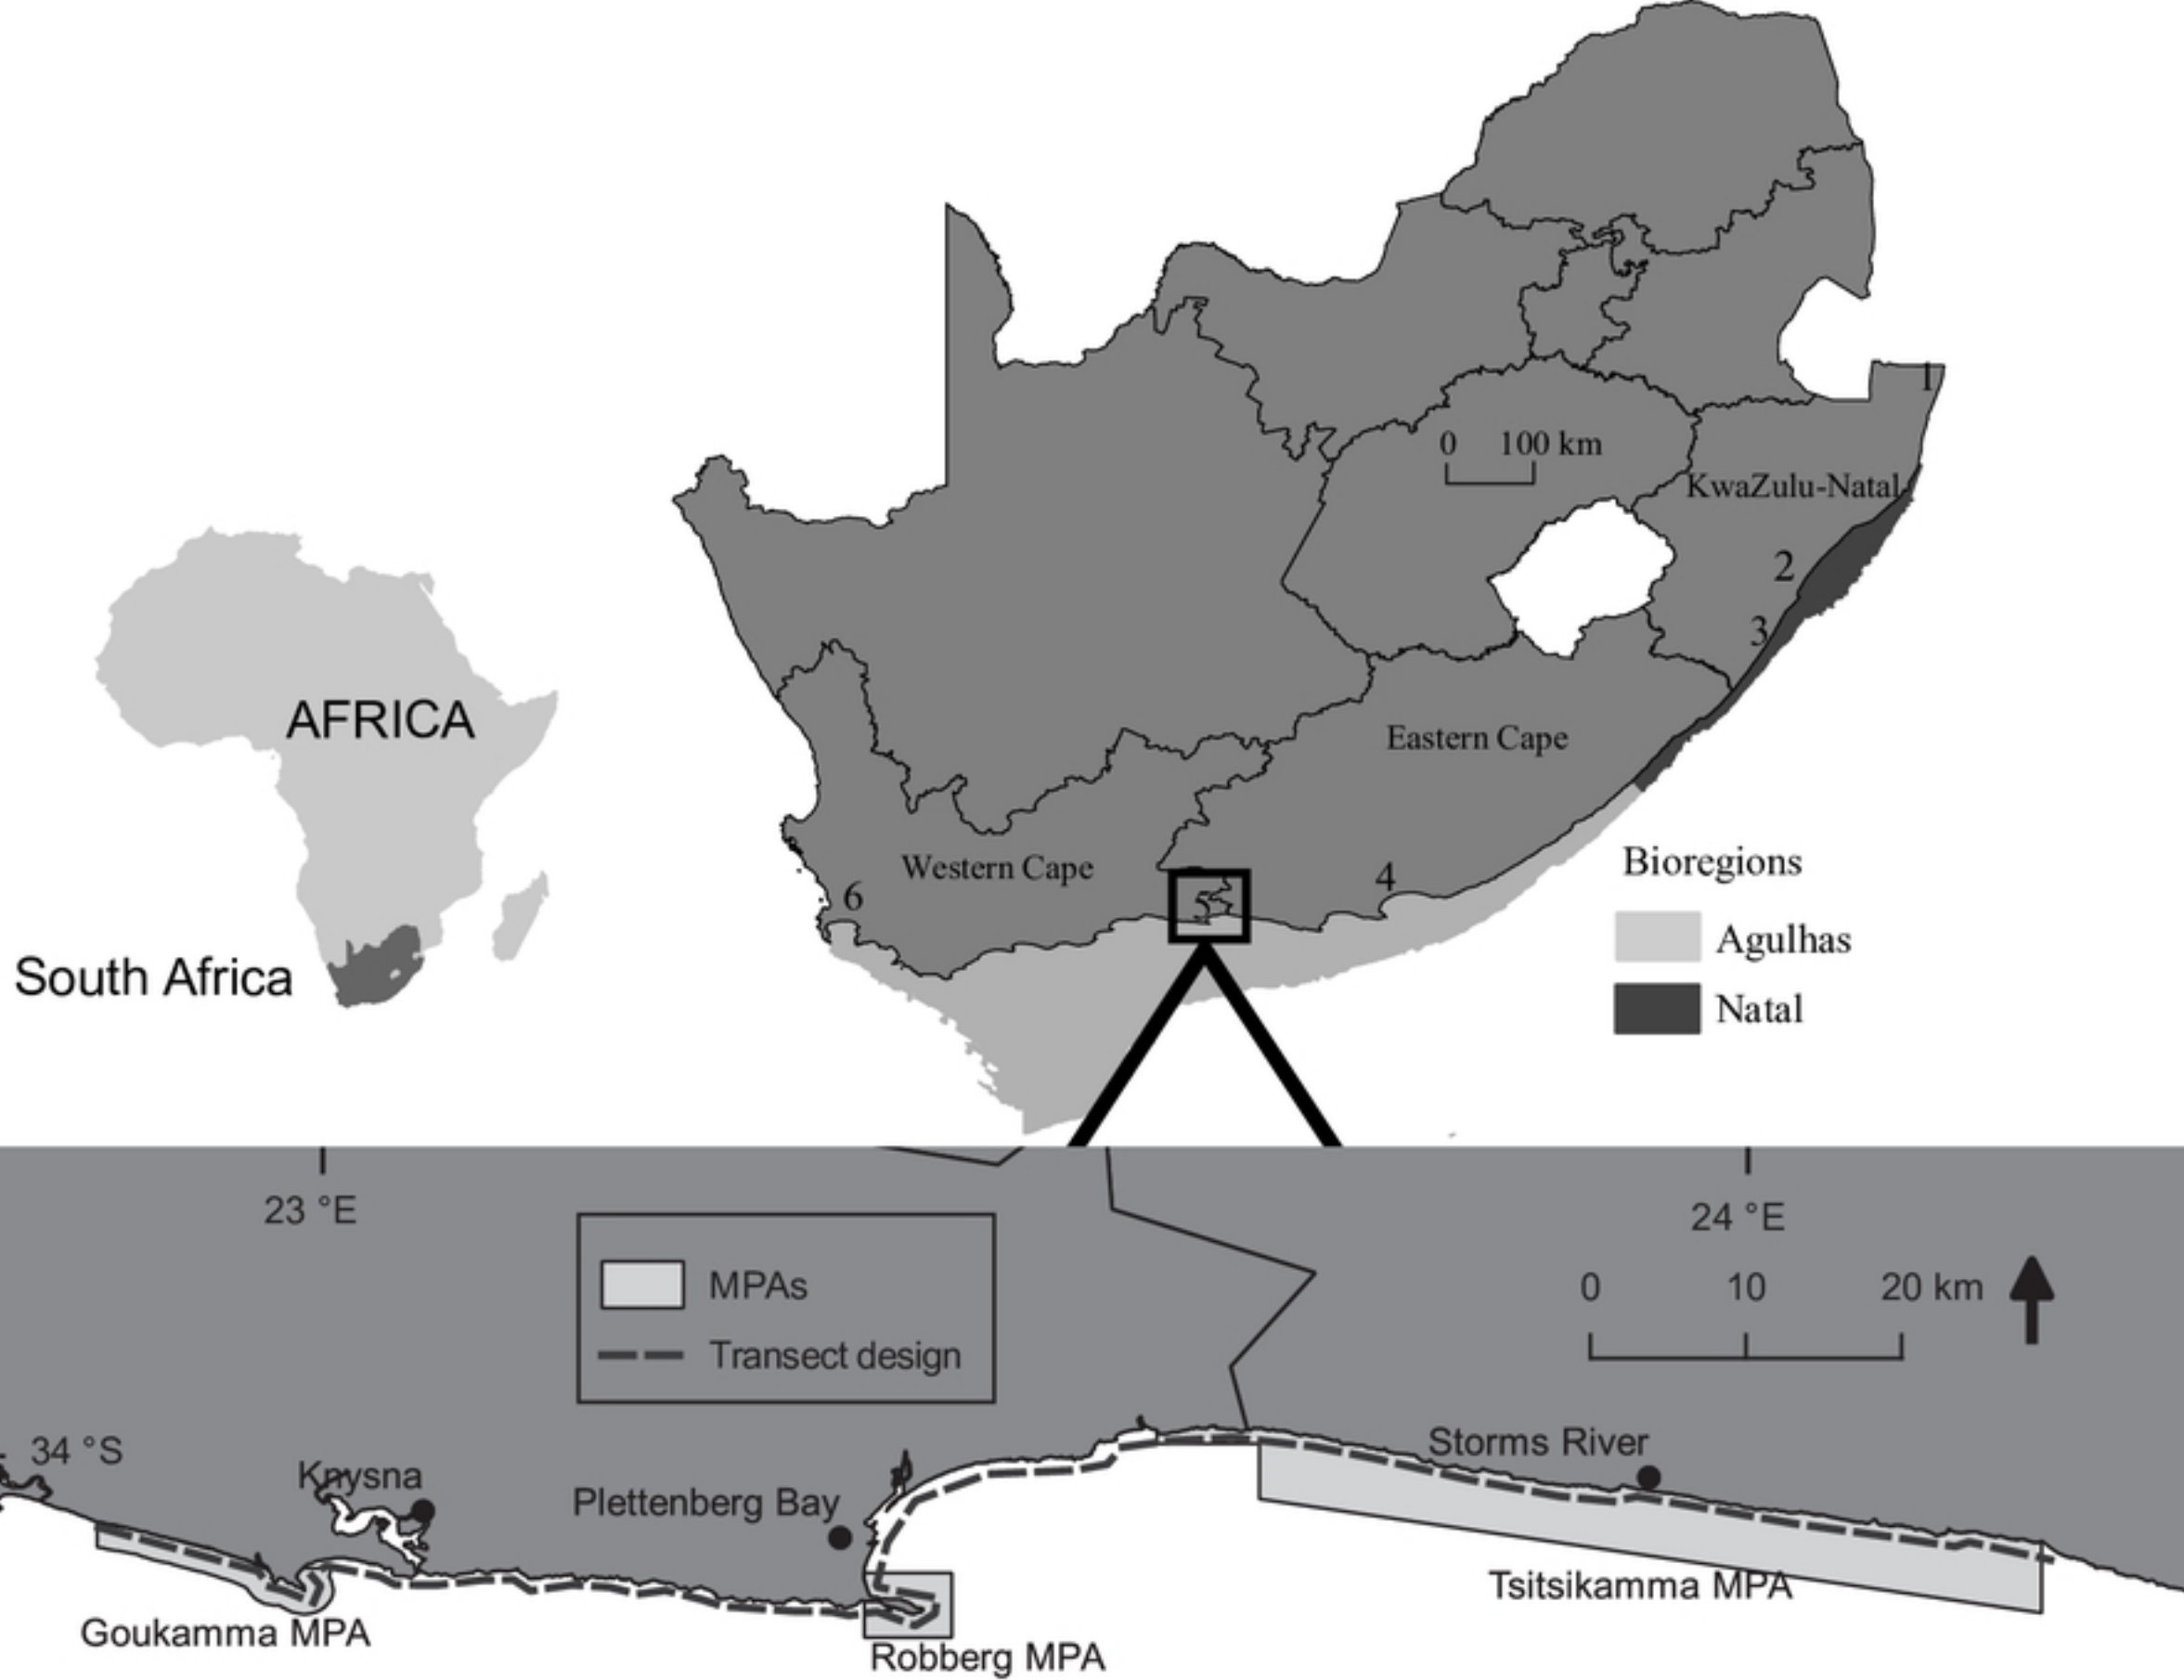 1
0 100 km
KwaZulu-Natal
2
3
AFRICA
Eastern Cape
Western Cape
4
5
6
South Africa
Bioregions
Agulhas
Natal
23 °E
24 °E
MPAs
Transect design
0 10 20 km
34 °S
Knysna
Plettenberg Bay
Storms River
Tsitsikamma MPA
Goukamma MPA
Robberg MPA